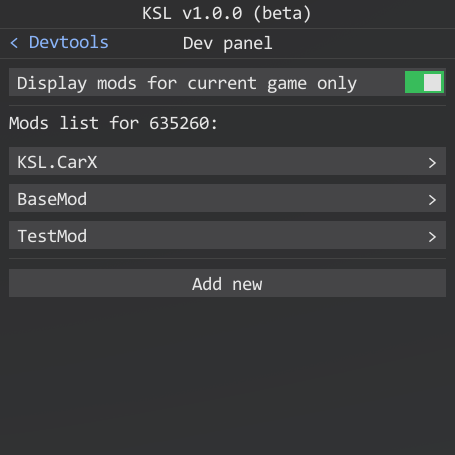 KSL v1.0.0 (beta)
< Devtools Dev panel
Display mods for current game only
Mods list for 635260:
KSL.CarX >
BaseMod >
TestMod >
Add new